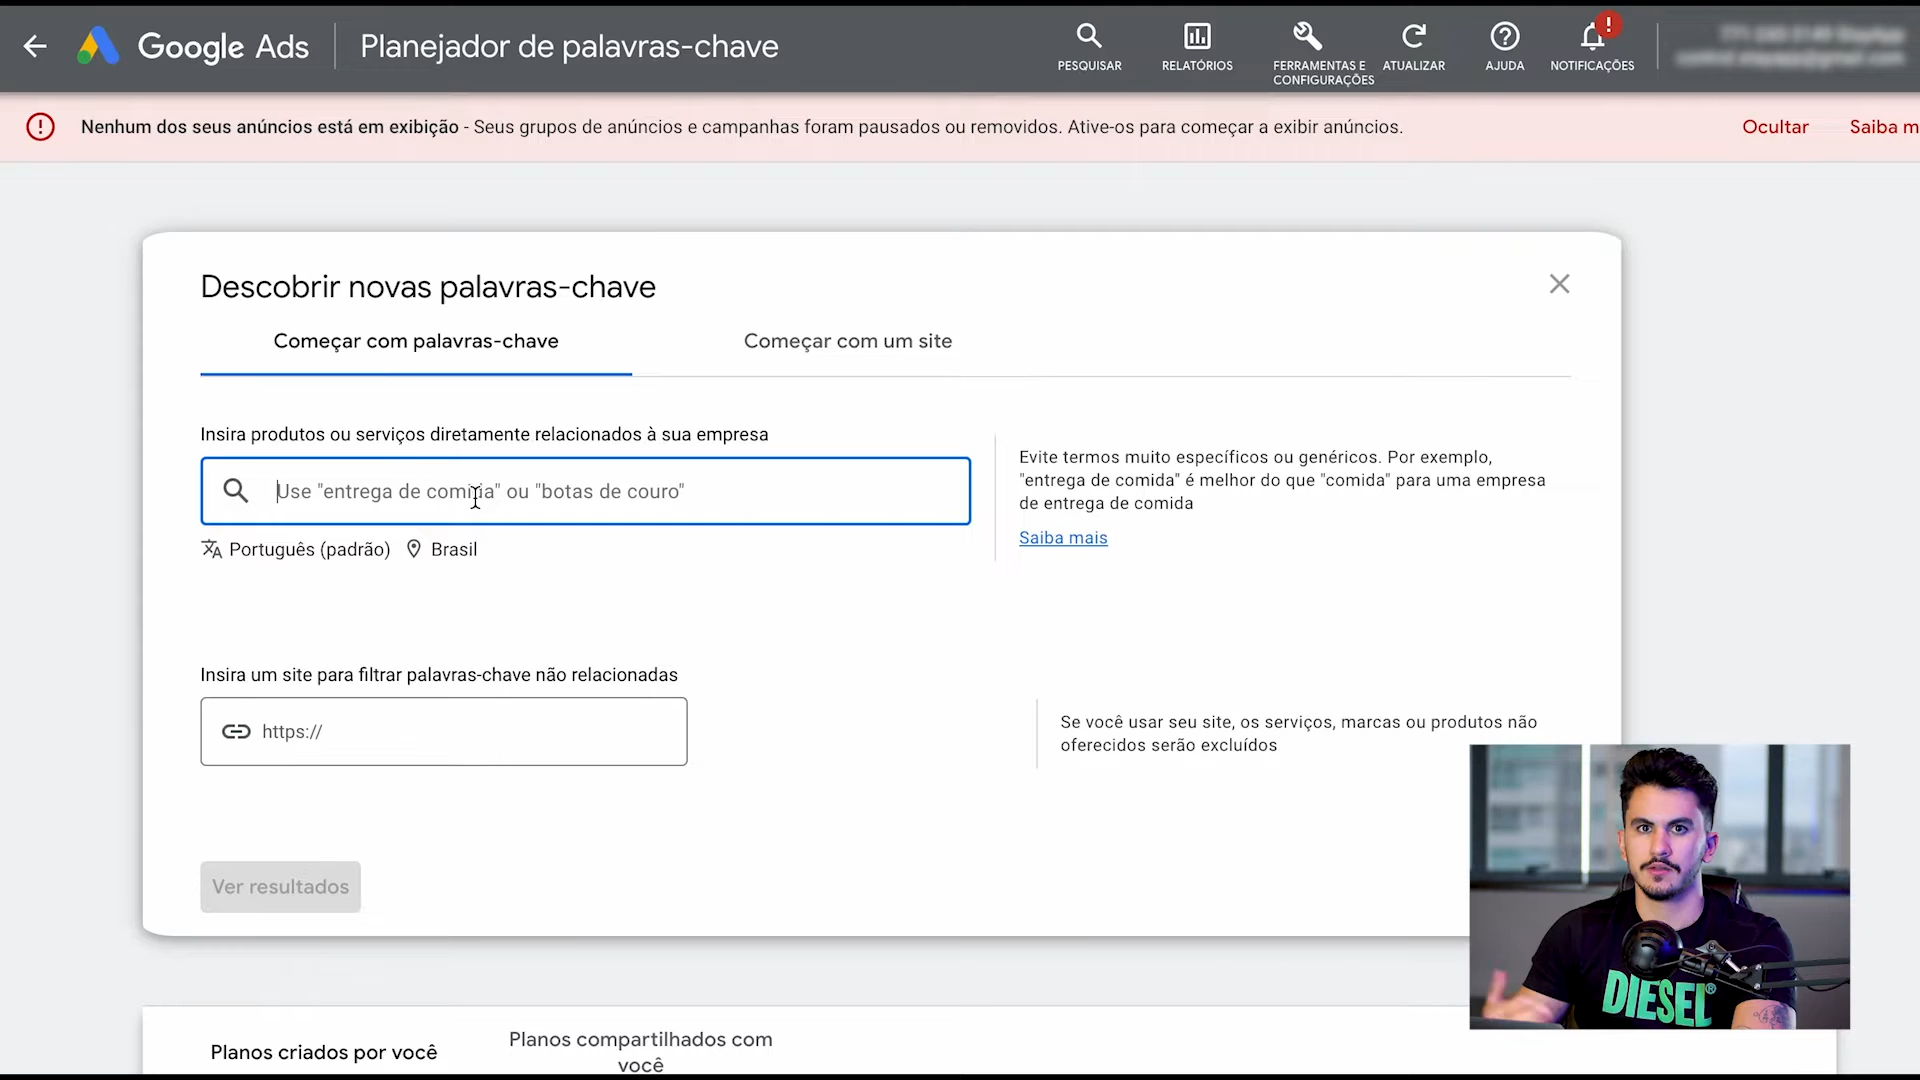 Google Ads
Planejador de palavras-chave
PESQUISAR
RELATÓRIOS
FERRAMENTAS E
CONFIGURAÇÕES
ATUALIZAR
AJUDA
NOTIFICAÇÕES
Nenhum dos seus anúncios está em exibição - Seus grupos de anúncios e campanhas foram pausados ou removidos. Ative-os para começar a exibir anúncios.
Ocultar
Saiba m
Descobrir novas palavras-chave
Começar com palavras-chave
Começar com um site
Insira produtos ou serviços diretamente relacionados à sua empresa
Use "entrega de comida" ou "botas de couro"
Português (padrão)
Brasil
Evite termos muito específicos ou genéricos. Por exemplo,
"entrega de comida" é melhor do que "comida" para uma empresa
de entrega de comida
Saiba mais
Insira um site para filtrar palavras-chave não relacionadas
https://
Se você usar seu site, os serviços, marcas ou produtos não
oferecidos serão excluídos
Ver resultados
DIESEL®
Planos criados por você
Planos compartilhados com
você